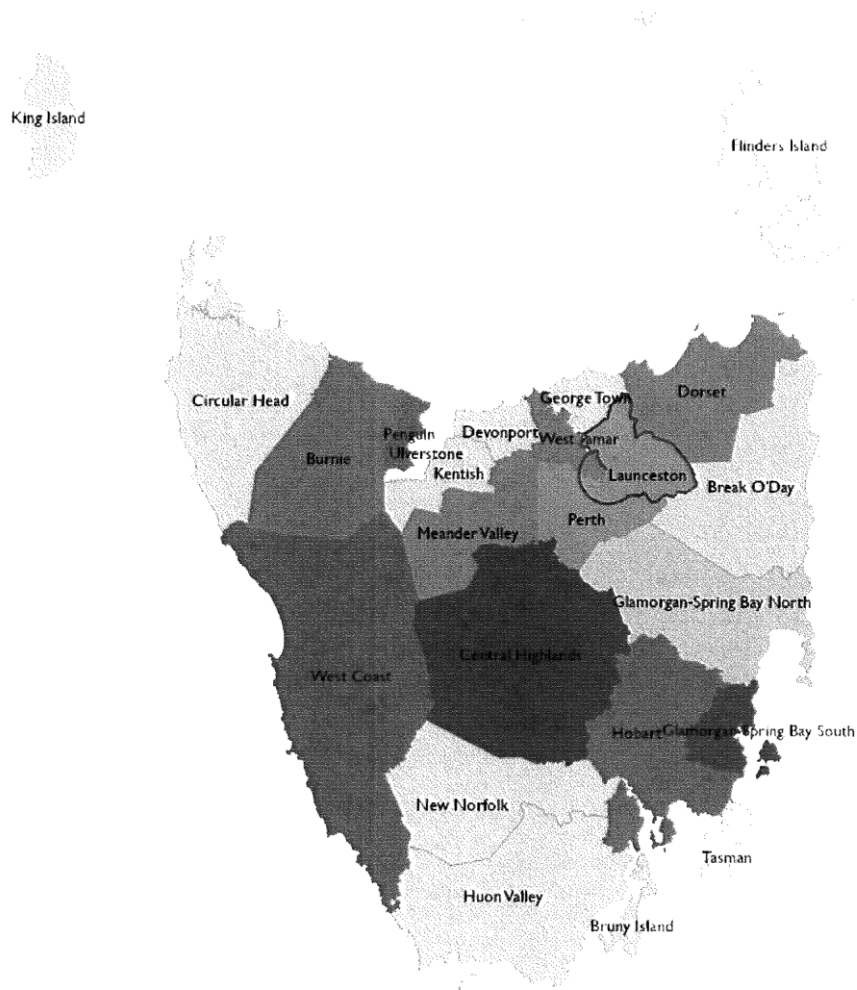 King Island
Flinders Island
Circular Head
George Town
Dorset
Penguin
Devonport
West Tamar
Ulverstone
Burnie
Kentish
Launceston
Break O'Day
Perth
Meander Valley
Glamorgan-Spring Bay North
Central Highlands
West Coast
Hobart
Glamorgan-Spring Bay South
New Norfolk
Tasman
Huon Valley
Bruny Island